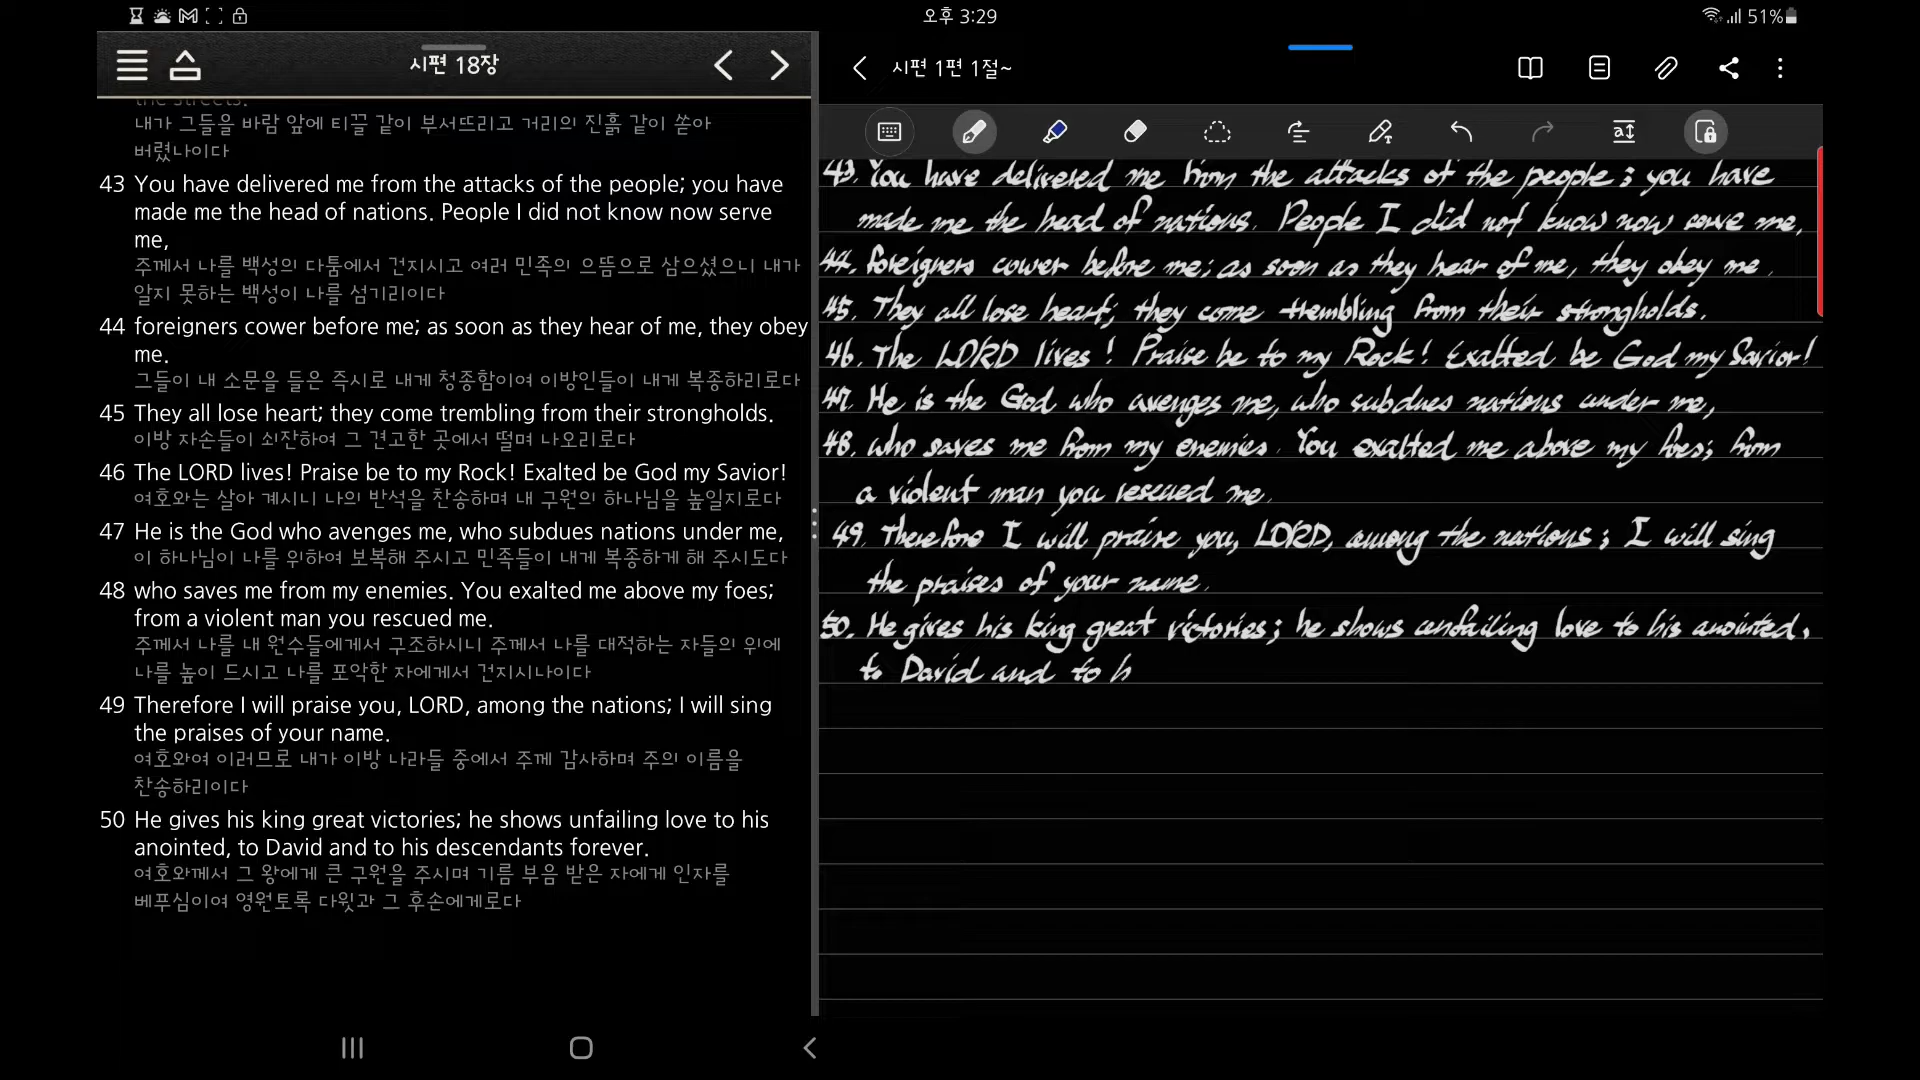 오후 3:29
51%
시편 18장
the streets.
내가 그들을 바람 앞에 티끌 같이 부서뜨리고 거리의 진흙 같이 쏟아
버렸나이다
43 You have delivered me from the attacks of the people; you have
made me the head of nations. People I did not know now serve
me,
주께서 나를 백성의 다툼에서 건지시고 여러 민족의 으뜸으로 삼으셨으니 내가
알지 못하는 백성이 나를 섬기리이다
44 foreigners cower before me; as soon as they hear of me, they obey
me.
그들이 내 소문을 들은 즉시로 내게 청종함이여 이방인들이 내게 복종하리로다
45 They all lose heart; they come trembling from their strongholds.
이방 자손들이 쇠잔하여 그 견고한 곳에서 떨며 나오리로다
46 The LORD lives! Praise be to my Rock! Exalted be God my Savior!
여호와는 살아 계시니 나의 반석을 찬송하며 내 구원의 하나님을 높일지로다
47 He is the God who avenges me, who subdues nations under me,
이 하나님이 나를 위하여 보복해 주시고 민족들이 내게 복종하게 해 주시도다
48 who saves me from my enemies. You exalted me above my foes;
from a violent man you rescued me.
주께서 나를 내 원수들에게서 구조하시니 주께서 나를 대적하는 자들의 위에
나를 높이 드시고 나를 포악한 자에게서 건지시나이다
49 Therefore I will praise you, LORD, among the nations; I will sing
the praises of your name.
여호와여 이러므로 내가 이방 나라들 중에서 주께 감사하며 주의 이름을
찬송하리이다
50 He gives his king great victories; he shows unfailing love to his
anointed, to David and to his descendants forever.
여호와께서 그 왕에게 큰 구원을 주시며 기름 부음 받은 자에게 인자를
베푸심이여 영원토록 다윗과 그 후손에게로다
시편 1편 1절~
43. You have delivered me from the attacks of the people; you have
made me the head of nations. People I did not know now serve me,
44. foreigners cower before me; as soon as they hear of me, they obey me.
45. They all lose heart; they come trembling from their strongholds.
46. The LORD lives! Praise be to my Rock! Exalted be God my Savior!
47. He is the God who avenges me, who subdues nations under me,
48. who saves me from my enemies. You exalted me above my foes; from
a violent man you rescued me.
49. Therefore I will praise you, LORD, among the nations; I will sing
the praises of your name.
50. He gives his king great victories; he shows unfailing love to his anointed,
to David and to h